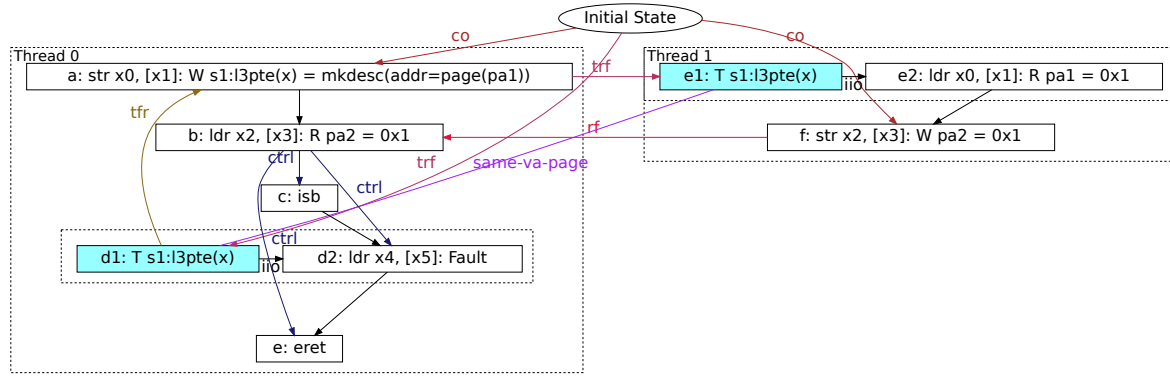 Initial State
co
co
Thread 0
Thread 1
a: str x0, [x1]: W s1:l3pte(x) = mkdesc(addr=page(pa1))
trf
e1: T s1:l3pte(x)
iio
e2: ldr x0, [x1]: R pa1 = 0x1
tfr
b: ldr x2, [x3]: R pa2 = 0x1
rf
f: str x2, [x3]: W pa2 = 0x1
ctrl
trf
same-va-page
ctrl
c: isb
ctrl
d1: T s1:l3pte(x)
iio
d2: ldr x4, [x5]: Fault
e: eret